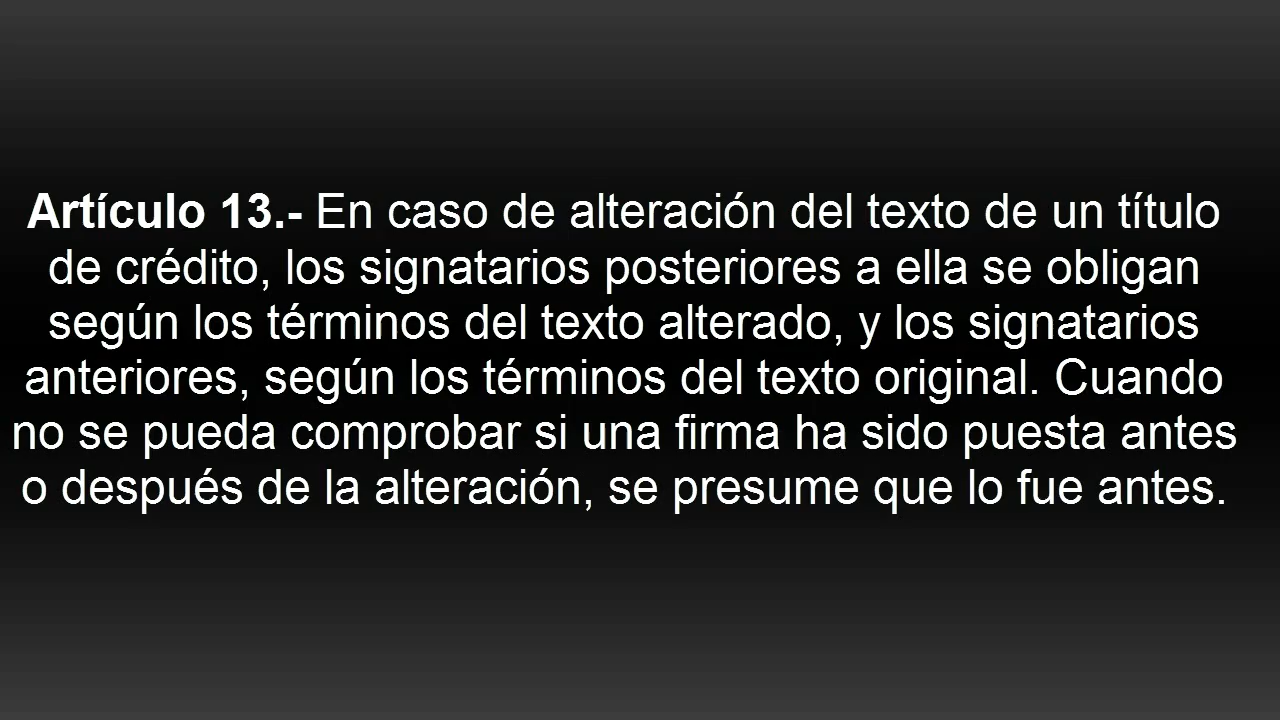 Artículo 13.- En caso de alteración del texto de un título
de crédito, los signatarios posteriores a ella se obligan
según los términos del texto alterado, y los signatarios
anteriores, según los términos del texto original. Cuando
no se pueda comprobar si una firma ha sido puesta antes
o después de la alteración, se presume que lo fue antes.